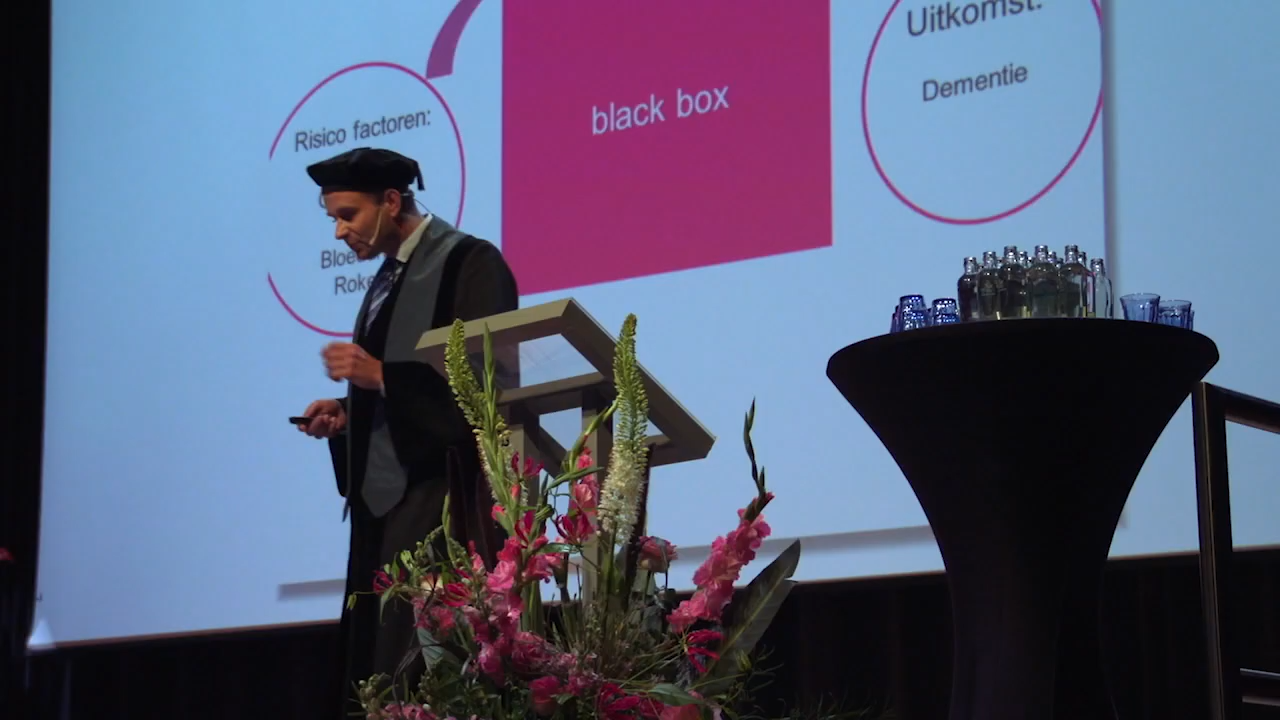 Risico factoren:
black box
Uitkomst:
Dementie